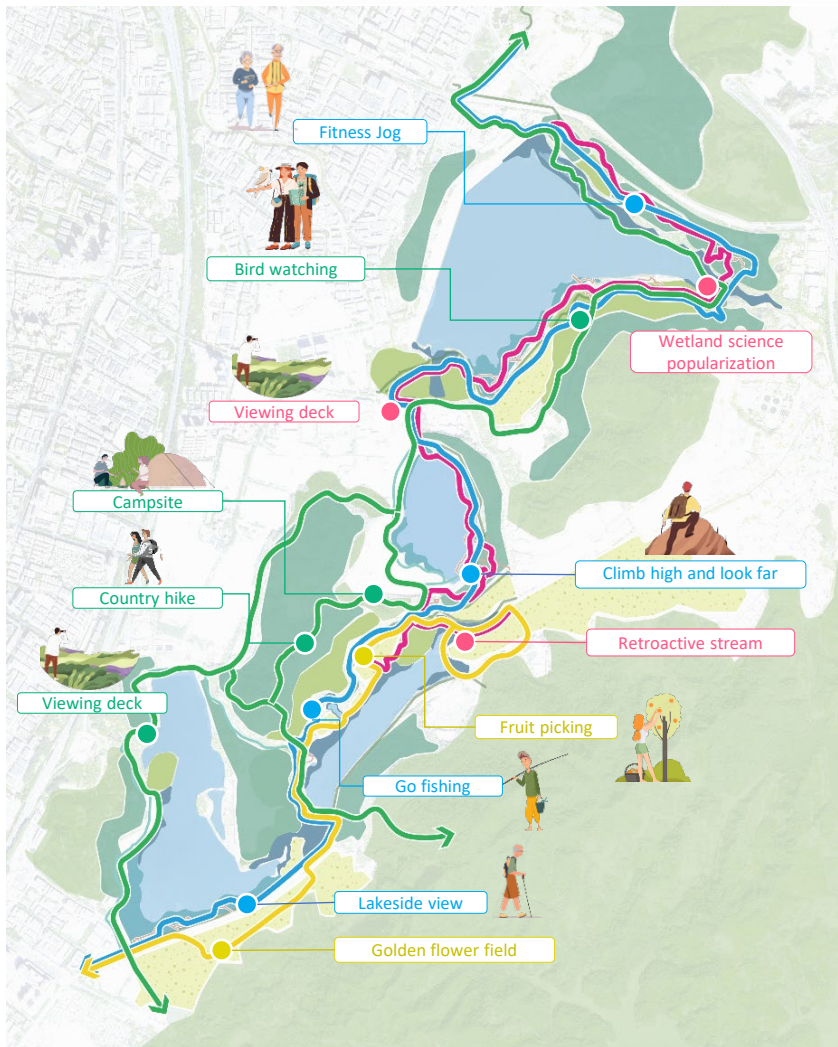 Fitness Jog
Bird watching
Wetland science
popularization
Viewing deck
Campsite
Climb high and look far
Country hike
Retroactive stream
Viewing deck
Fruit picking
Go fishing
Lakeside view
Golden flower field